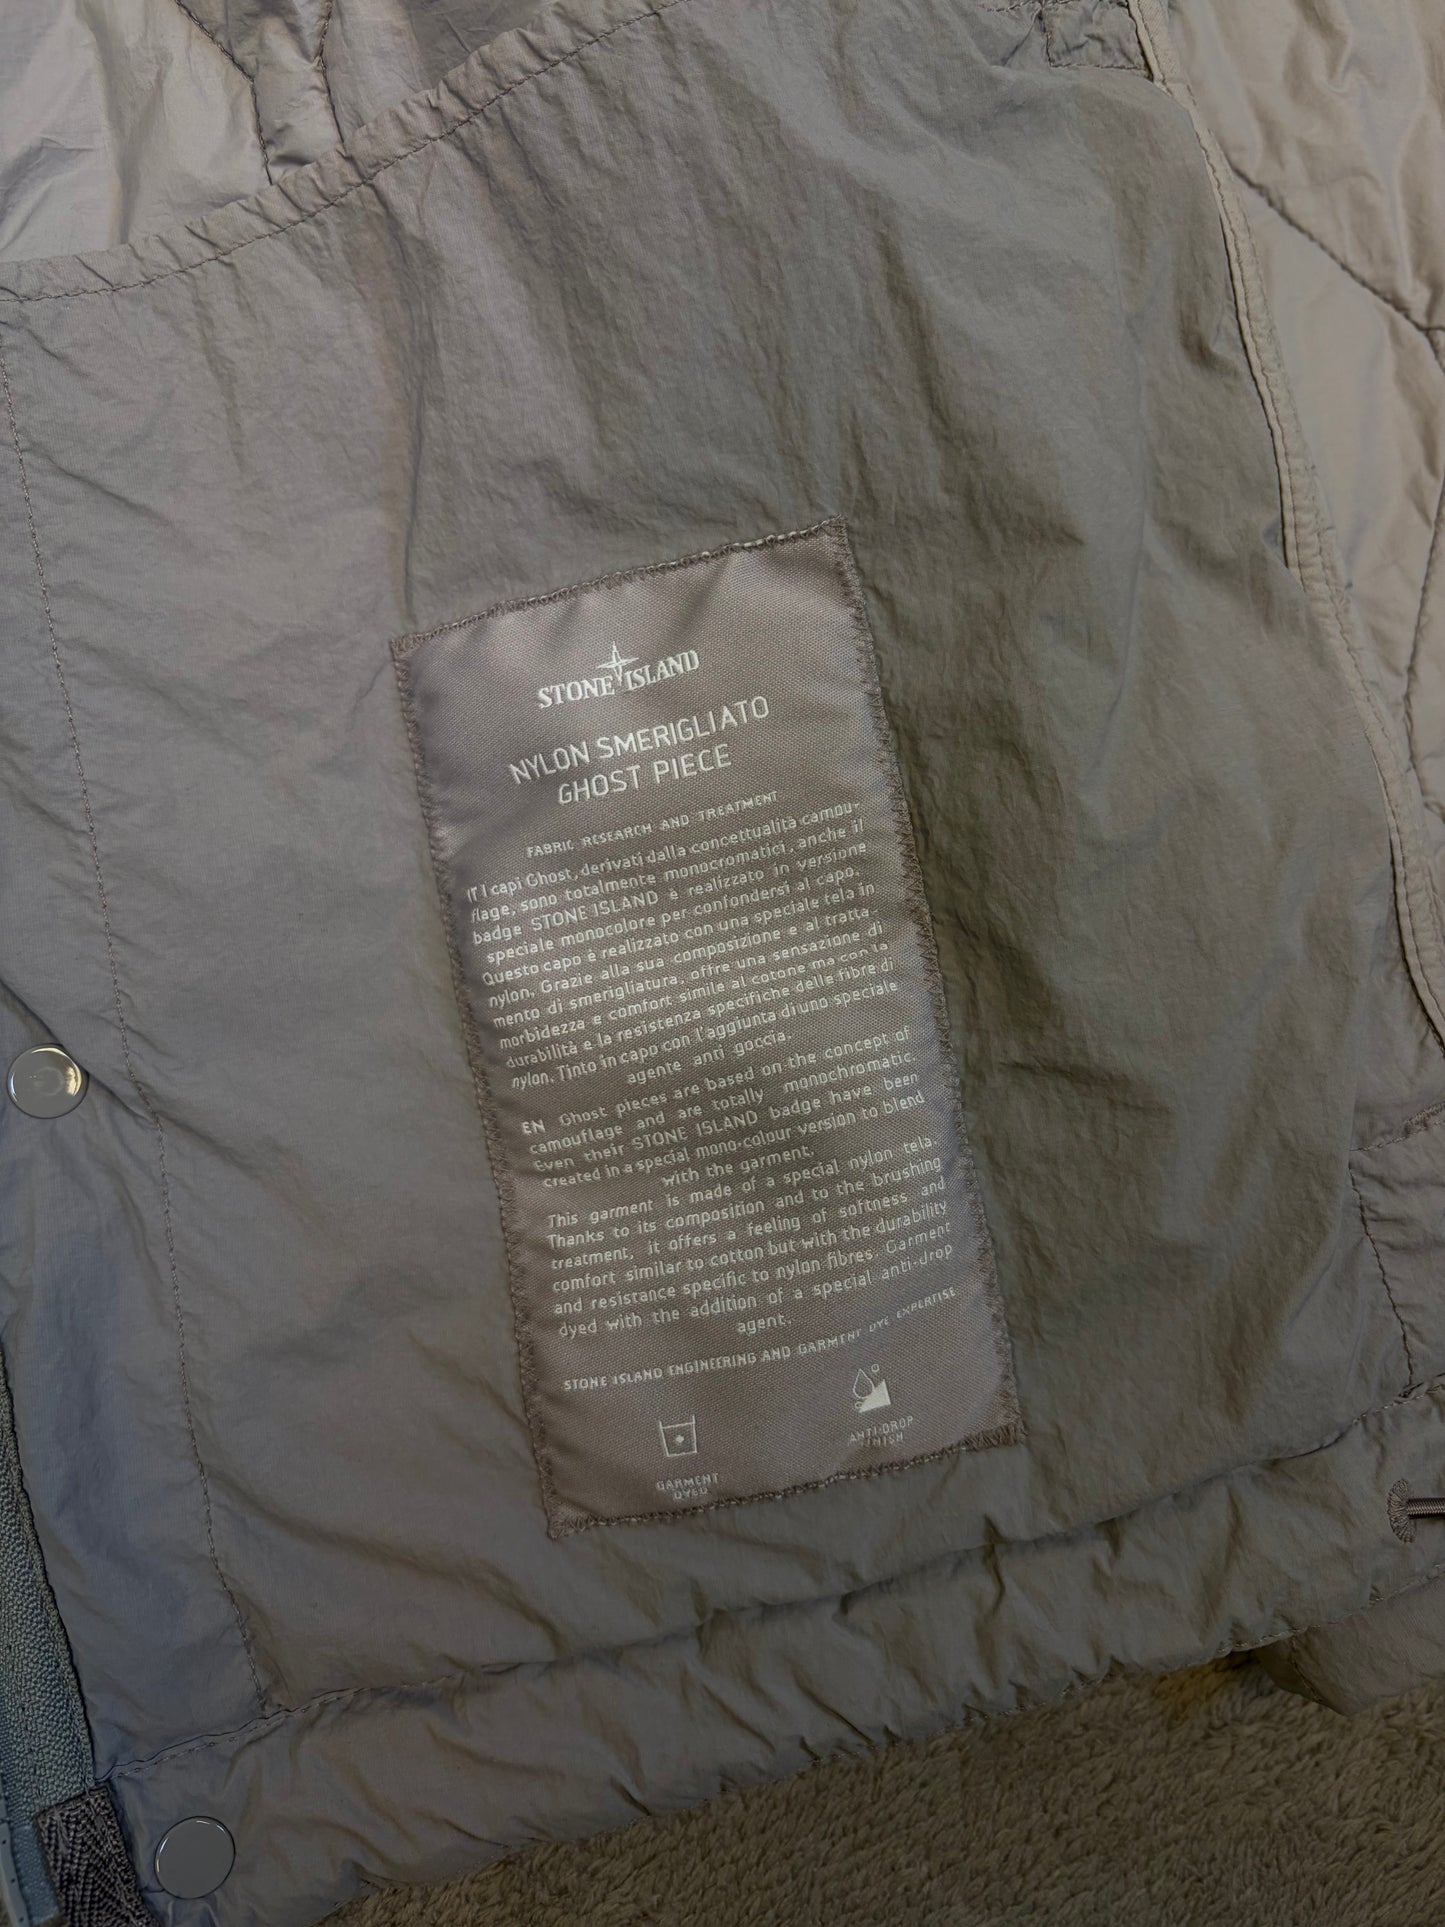 STONE ISLAND
NYLON SMERIGLIATO
GHOST PIECE
FABRIC RESEARCH AND TREATMENT
IT I capi Ghost, derivati dalla concettualità camou-
flage, sono totalmente monocromatici, anche il
badge STONE ISLAND è realizzato in versione
speciale monocolore per confondersi al capo.
Questo capo è realizzato con una speciale tela in
nylon. Grazie alla sua composizione e al tratta-
mento di smerigliatura, offre una sensazione di
morbidezza e comfort simile al cotone ma con la
durabilità e la resistenza specifiche delle fibre di
nylon. Tinto in capo con l'aggiunta di uno speciale
agente anti goccia.
EN Ghost pieces are based on the concept of
camouflage and are totally monochromatic.
Even their STONE ISLAND badge have been
created in a special mono-colour version to blend
with the garment.
This garment is made of a special nylon tela.
Thanks to its composition and to the brushing
treatment, it offers a feeling of softness and
comfort similar to cotton but with the durability
and resistance specific to nylon fibres. Garment
dyed with the addition of a special anti-drop
agent.
STONE ISLAND ENGINEERING AND GARMENT DYE EXPERTISE
GARMENT
DYED
ANTI-DROP
FINISH